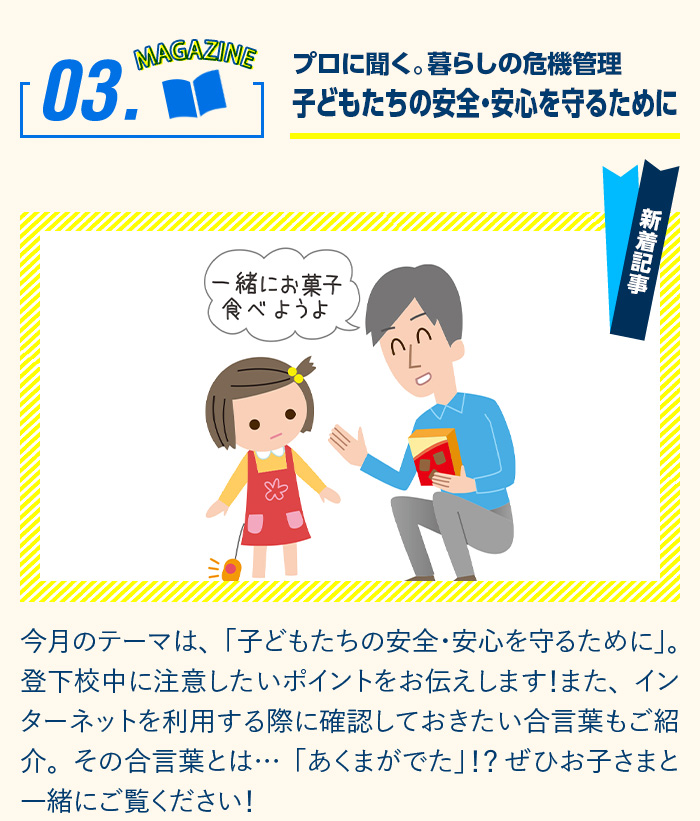 03.
MAGAZINE
プロに聞く。暮らしの危機管理
子どもたちの安全・安心を守るために
新着記事
一緒にお菓子
食べようよ
今月のテーマは、「子どもたちの安全・安心を守るために」。
登下校中に注意したいポイントをお伝えします!また、イン
ターネットを利用する際に確認しておきたい合言葉もご紹
介。その合言葉とは…「あくまがでた」!?ぜひお子さまと
一緒にご覧ください!